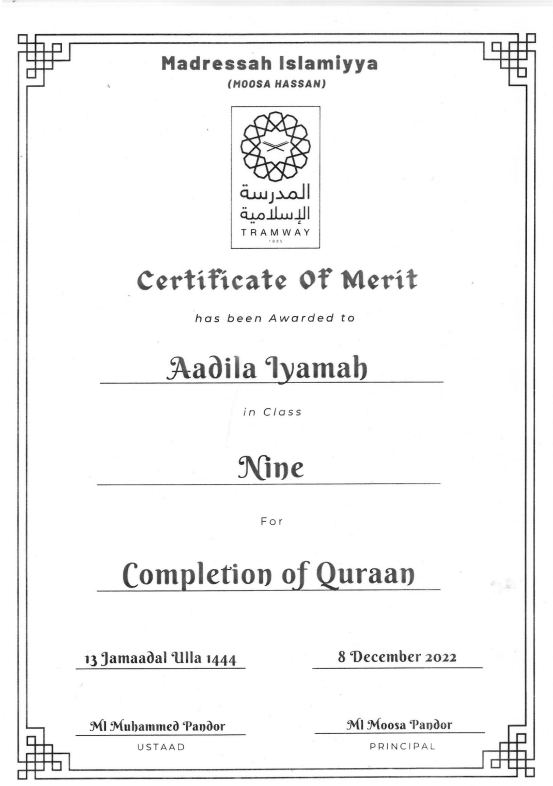 Madressah Islamiyya
(MOOSA HASSAN)
المدرسة
الإسلامية
TRAMWAY
Certificate Of Merit
has been Awarded to
Aadila Iyamah
in Class
Nine
For
Completion of Quraan
13 Jamaadal Ulla 1444
8 December 2022
Ml Muhammed Pandor
USTAAD
Ml Moosa Pandor
PRINCIPAL